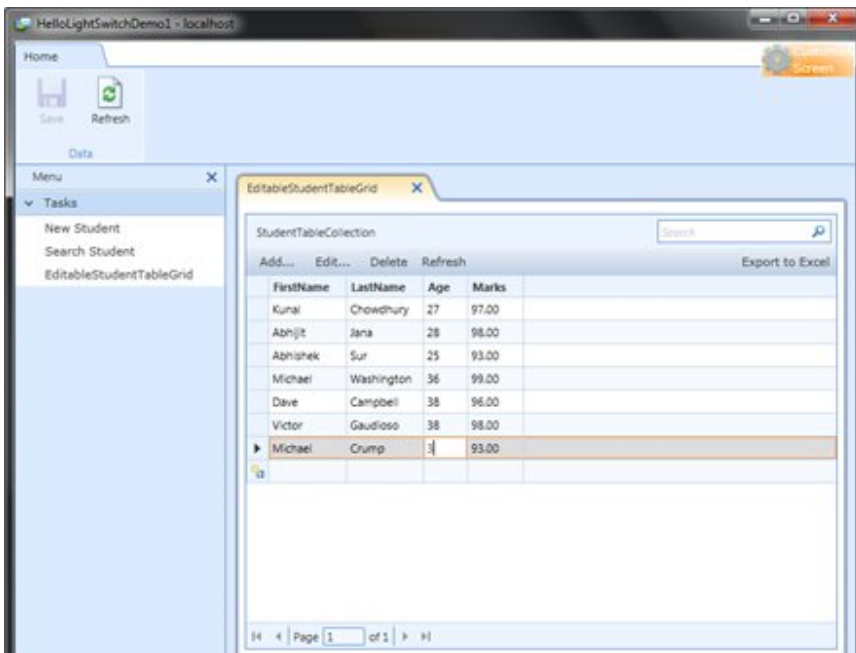 HelloLightSwitchDemo1 - localhost
Home
Screen
Save
Refresh
Data
Menu
Tasks
New Student
Search Student
EditableStudentTableGrid
EditableStudentTableGrid
StudentTableCollection
Search
Add... Edit... Delete Refresh Export to Excel
FirstName LastName Age Marks
Kunal Chowdhury 27 97.00
Abhijit Jana 28 98.00
Abhishek Sur 25 93.00
Michael Washington 36 99.00
Dave Campbell 38 96.00
Victor Gaudioso 38 98.00
Michael Crump 3 93.00
Page 1 of 1